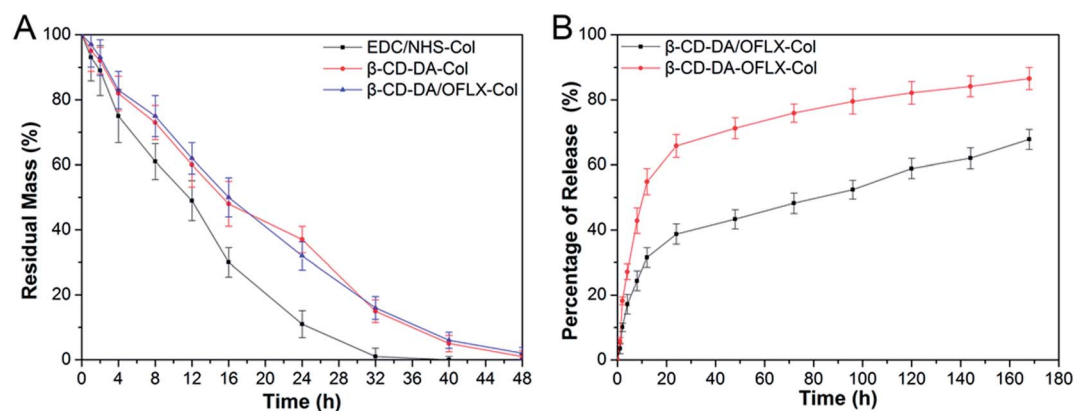 A
EDC/NHS-Col
β-CD-DA-Col
β-CD-DA/OFLX-Col
Residual Mass (%)
100
80
60
40
20
0
0 4 8 12 16 20 24 28 32 36 40 44 48
Time (h)
B
β-CD-DA/OFLX-Col
β-CD-DA-OFLX-Col
Percentage of Release (%)
100
80
60
40
20
0
0 20 40 60 80 100 120 140 160 180
Time (h)